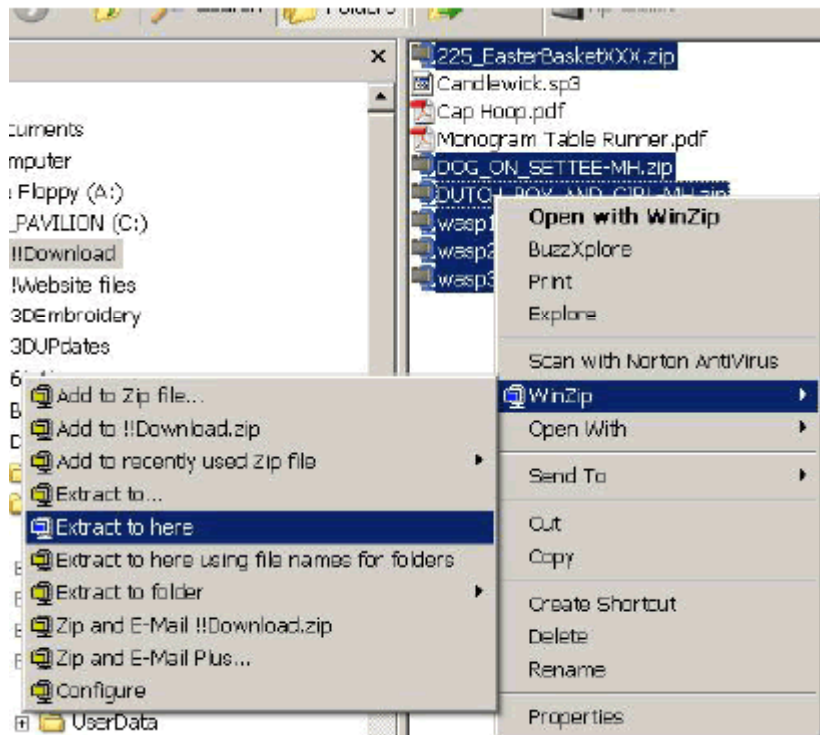 Folders
225_EasterBasketXXX.zip
Candlewick.sp3
Cap Hoop.pdf
Monogram Table Runner.pdf
DOG_ON_SETTEE-MH.zip
DUTCH_BOY_AND_GIRL-MH.zip
wasp1
wasp2
wasp3
cuments
mputer
Floppy (A:)
_PAVILION (C:)
!!Download
!Website files
3DEmbroidery
3DUPdates
Open with WinZip
BuzzXplore
Print
Explore
Scan with Norton AntiVirus
WinZip
Open With
Send To
Cut
Copy
Create Shortcut
Delete
Rename
Properties
Add to Zip file...
Add to !!Download.zip
Add to recently used Zip file
Extract to...
Extract to here
Extract to here using file names for folders
Extract to folder
Zip and E-Mail !!Download.zip
Zip and E-Mail Plus...
Configure
UserData